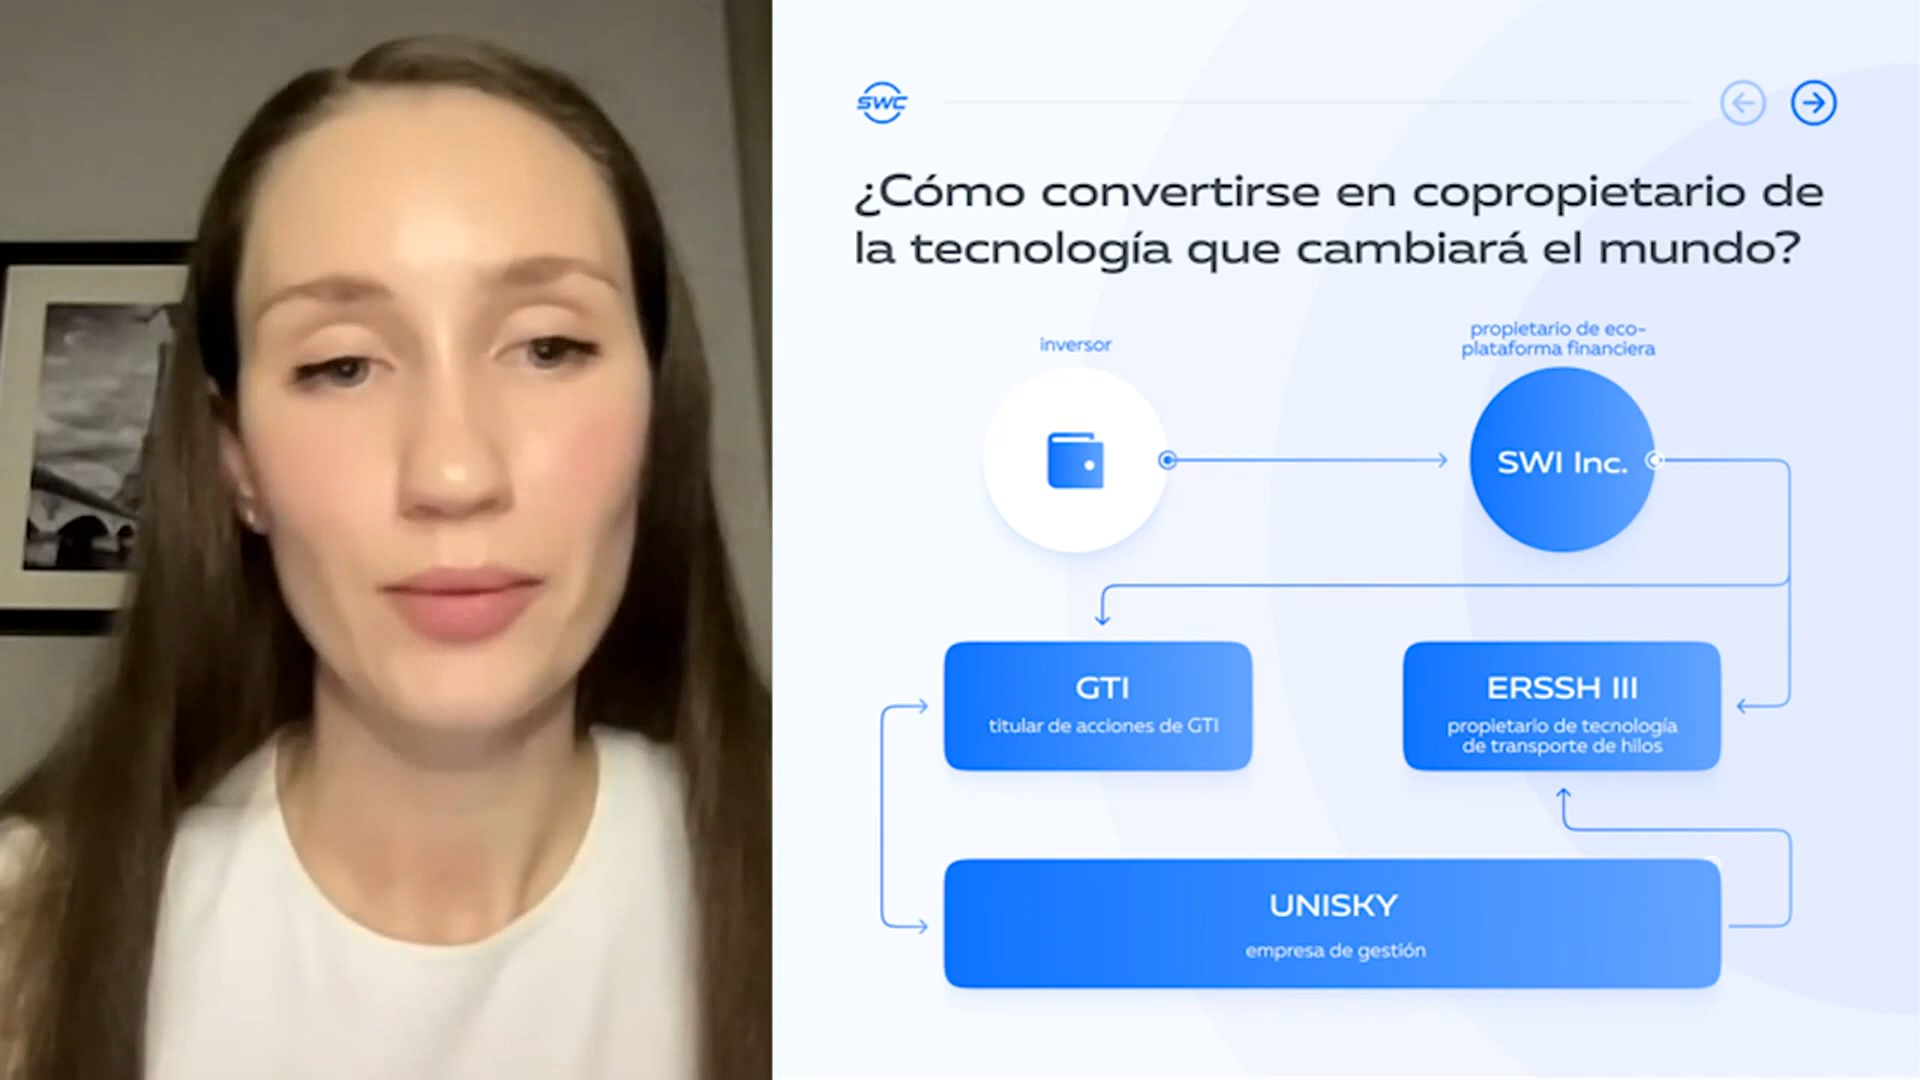 SWC
¿Cómo convertirse en copropietario de
la tecnología que cambiará el mundo?
inversor
propietario de eco-
plataforma financiera
SWI Inc.
GTI
titular de acciones de GTI
ERSSH III
propietario de tecnología
de transporte de hilos
UNISKY
empresa de gestión